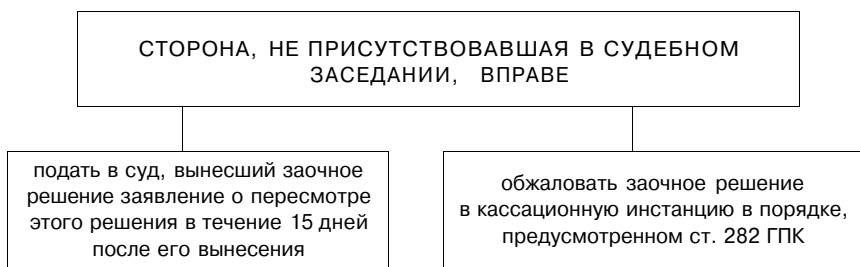 СТОРОНА, НЕ ПРИСУТСТВОВАВШАЯ В СУДЕБНОМ
ЗАСЕДАНИИ, ВПРАВЕ
подать в суд, вынесший заочное
решение заявление о пересмотре
этого решения в течение 15 дней
после его вынесения
обжаловать заочное решение
в кассационную инстанцию в порядке,
предусмотренном ст. 282 ГПК